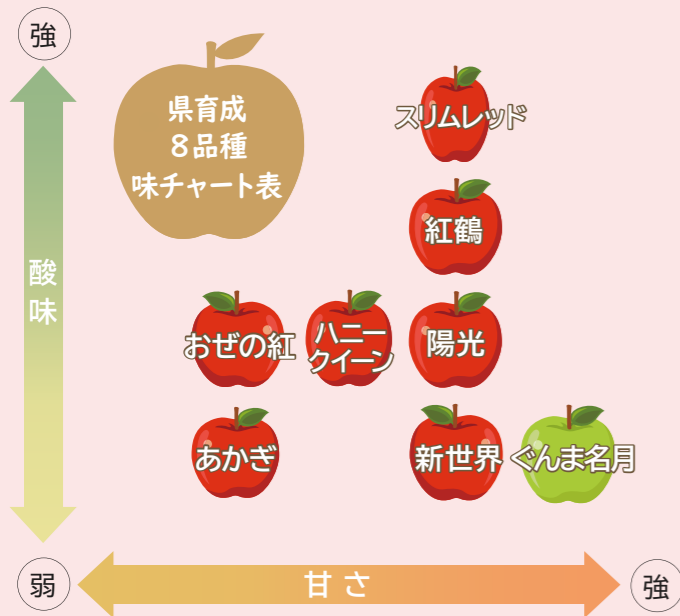 強
県育成
8品種
味チャート表
スリムレッド
紅鶴
酸味
おぜの紅
ハニー
クイーン
陽光
あかぎ
新世界
ぐんま名月
弱
甘さ
強